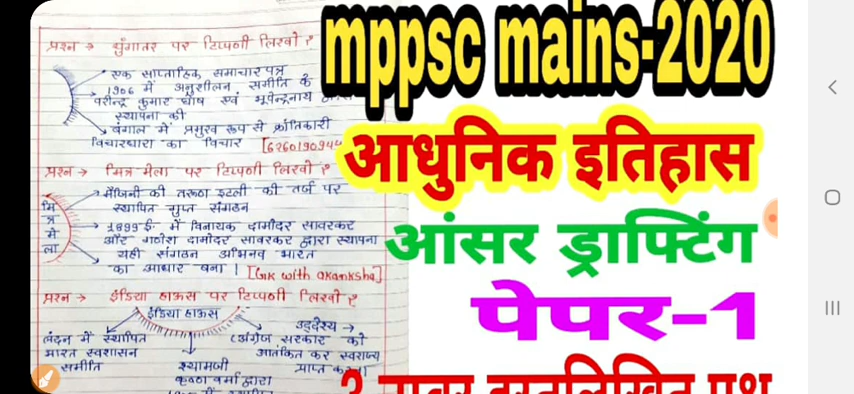 प्रश्न → युगांतर पर टिप्पणी लिखो ?
एक साप्ताहिक समाचार पत्र
1906 में अनुशीलन समीति के
वरीन्द्र कुमार घोष एवं भूपेन्द्रनाथ
स्थापना की
बंगाल में प्रमुख रूप से क्रांतिकारी
विचारधारा का विचार
प्रश्न → मित्र मेला पर टिप्पणी लिखो ?
मित्र मेला
मैजिनी की तरूण इटली की तर्ज पर
स्थापित गुप्त संगठन
1899 ई. में विनायक दामोदर सावरकर
और गणेश दामोदर सावरकर द्वारा स्थापना
यही संगठन अभिनव भारत
का आधार बना | [GK with akanksha]
प्रश्न → इंडिया हाऊस पर टिप्पणी लिखो ?
इंडिया हाऊस
लंदन में स्थापित
भारत स्वशासन
समीति
श्यामजी
कृष्ण वर्मा द्वारा
उद्देश्य →
अंग्रेज सरकार को
आतंकित कर स्वराज्य
प्राप्त करना
mppsc mains-2020
आधुनिक इतिहास
आंसर ड्राफ्टिंग
पेपर-1